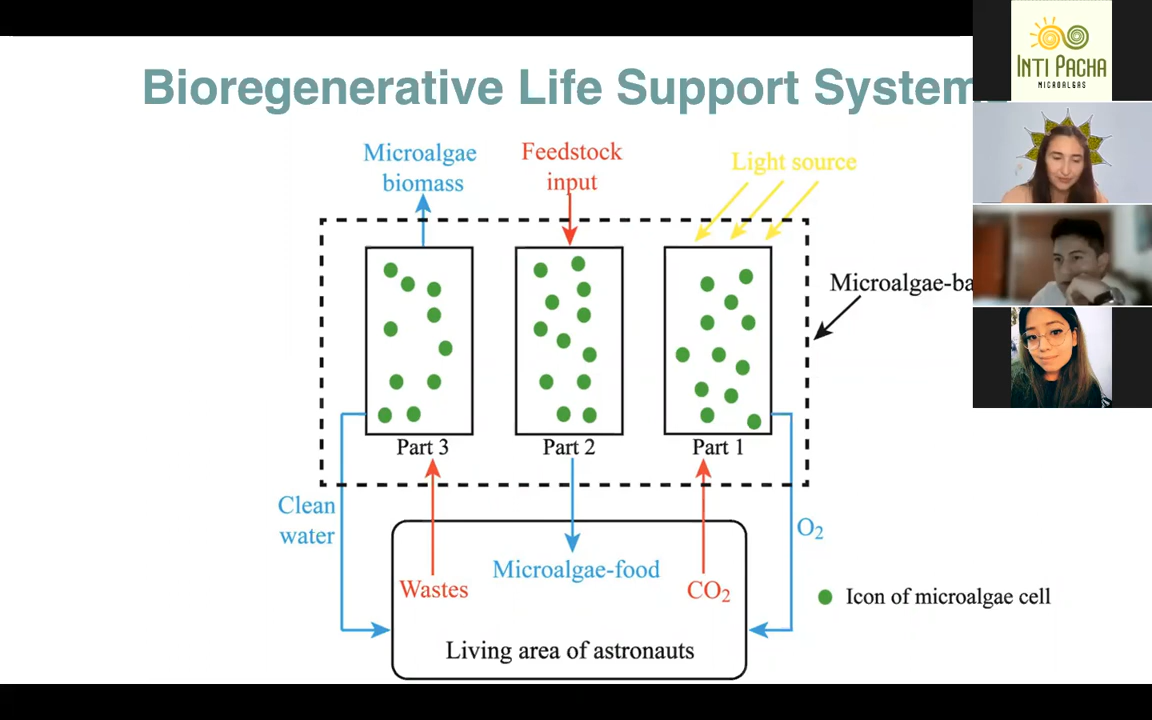 Bioregenerative Life Support System
INTI PACHA
MICROALGAS
Microalgae
biomass
Feedstock
input
Light source
Microalgae-ba
Part 3
Part 2
Part 1
Clean
water
O₂
Wastes
Microalgae-food
CO₂
Icon of microalgae cell
Living area of astronauts